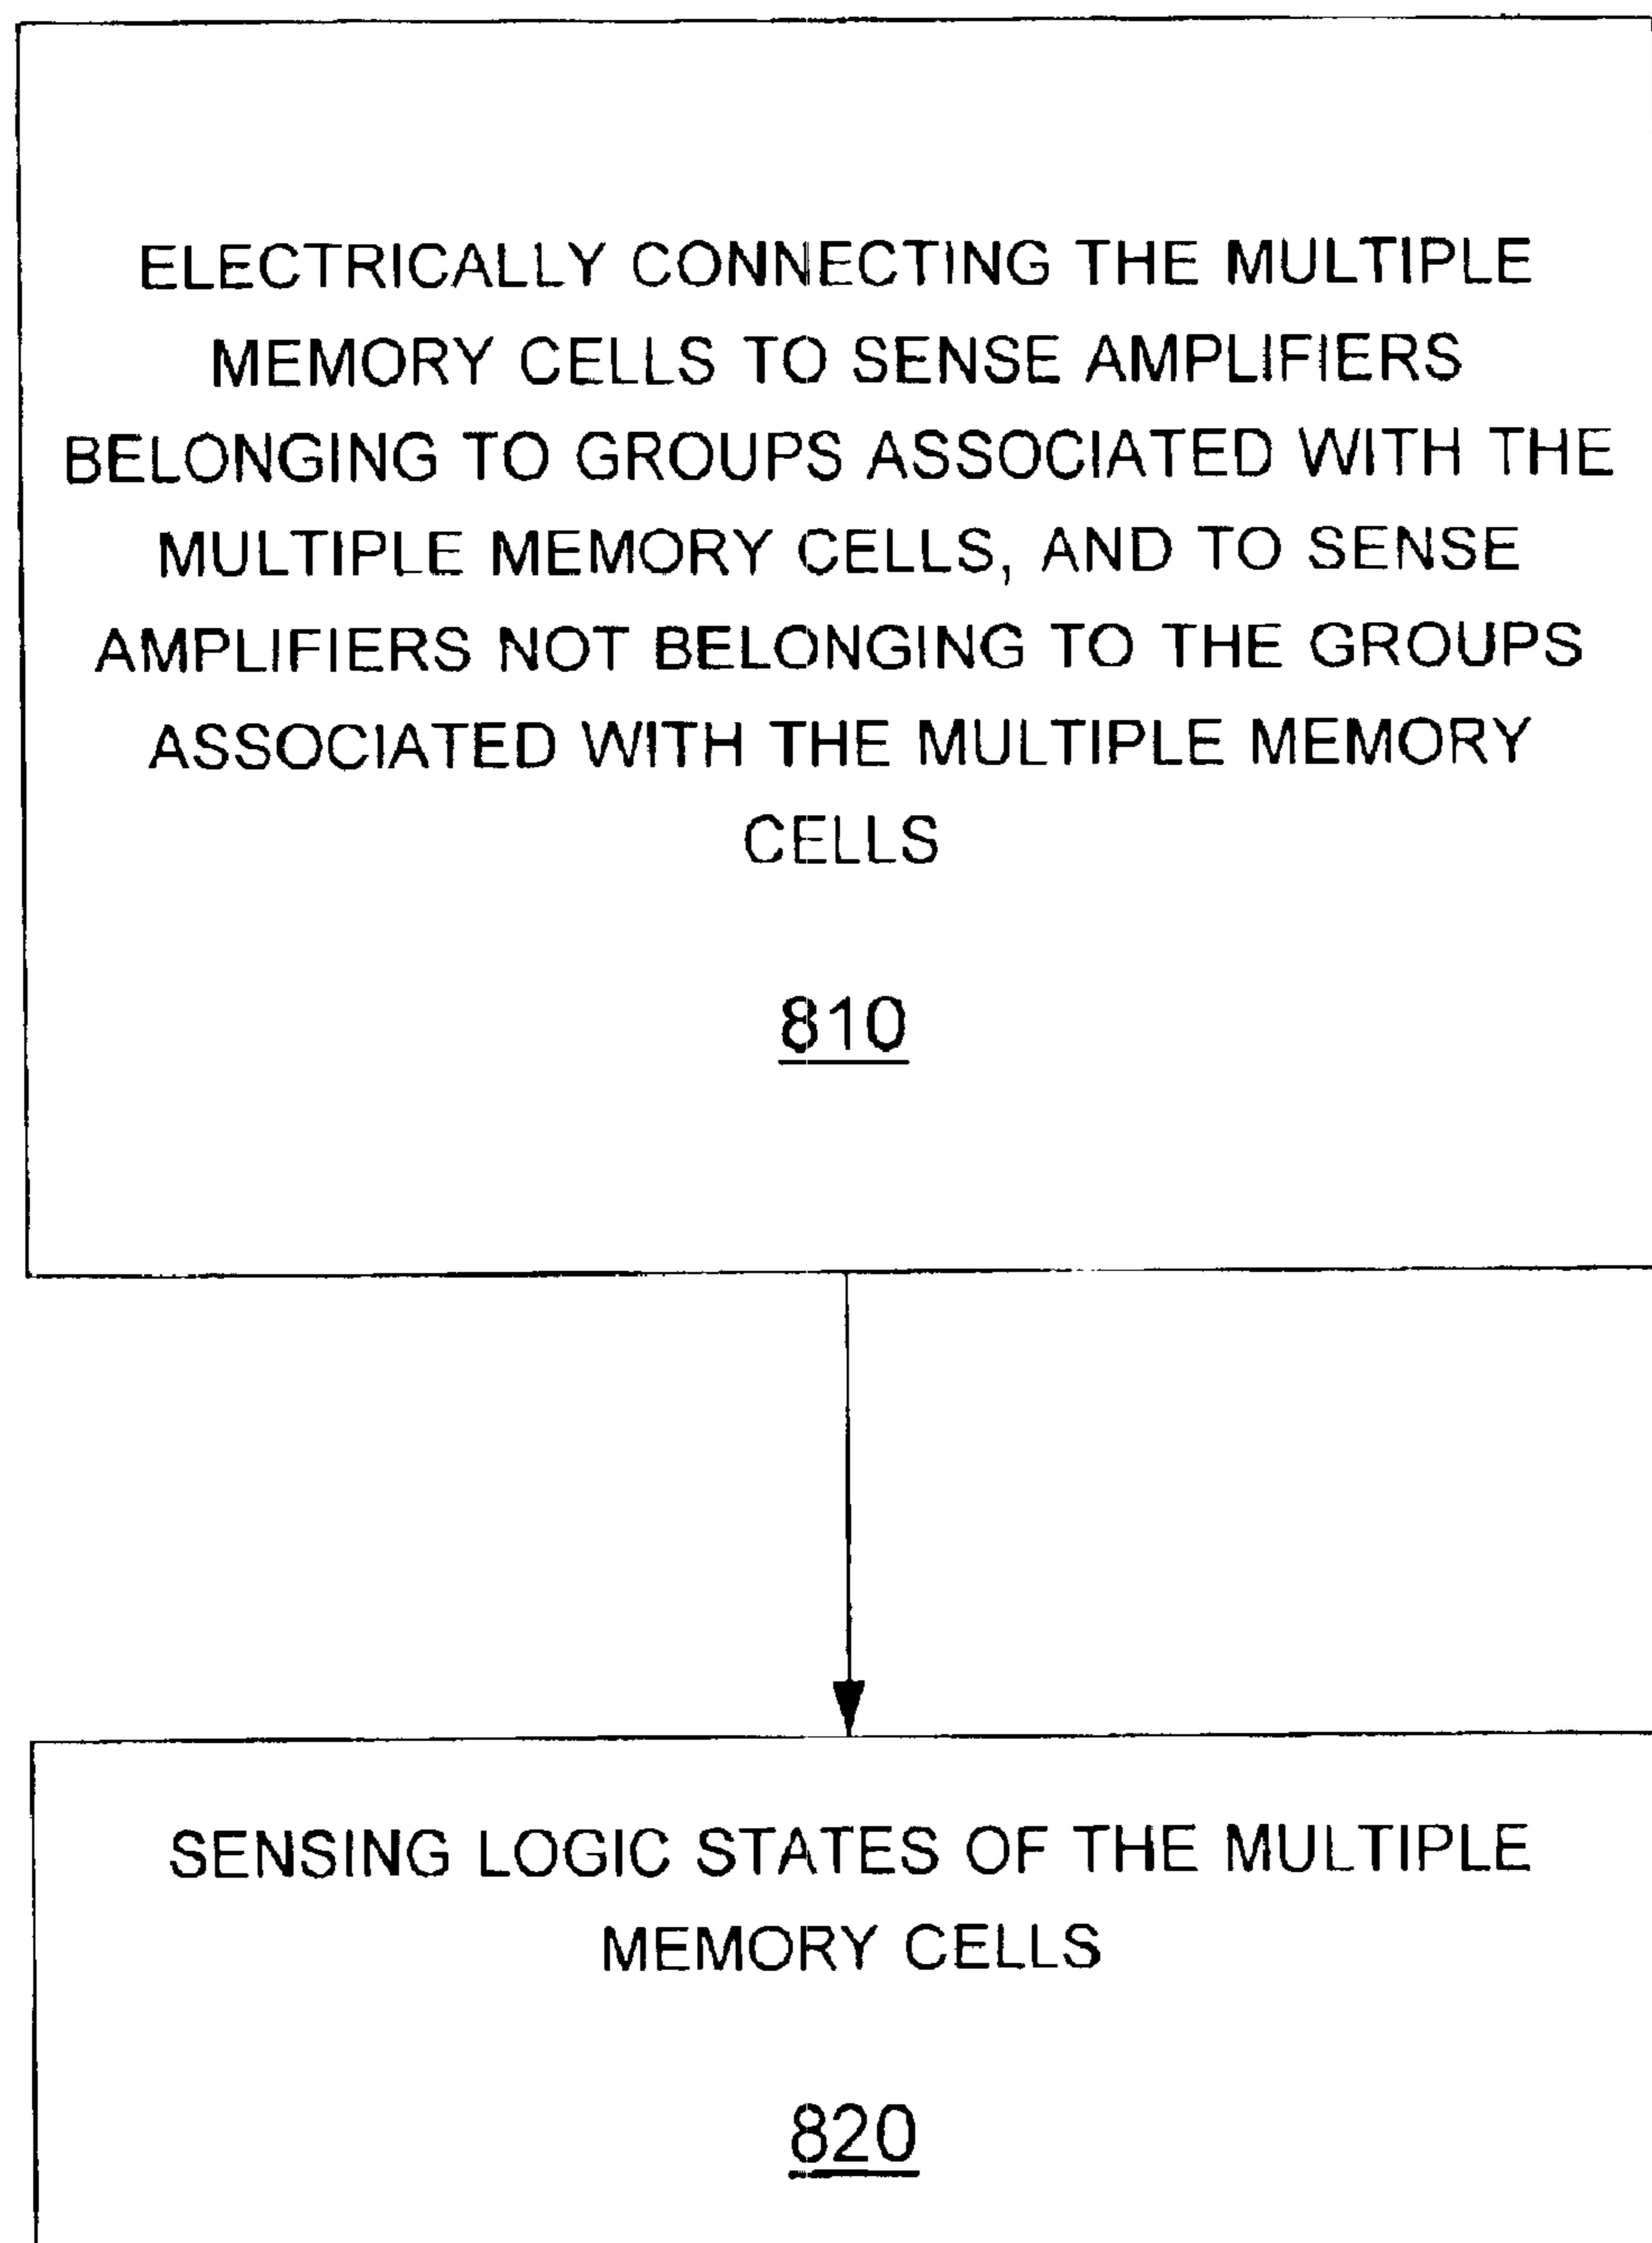 ELECTRICALLY CONNECTING THE MULTIPLE
MEMORY CELLS TO SENSE AMPLIFIERS
BELONGING TO GROUPS ASSOCIATED WITH THE
MULTIPLE MEMORY CELLS, AND TO SENSE
AMPLIFIERS NOT BELONGING TO THE GROUPS
ASSOCIATED WITH THE MULTIPLE MEMORY
CELLS
810
SENSING LOGIC STATES OF THE MULTIPLE
MEMORY CELLS
820